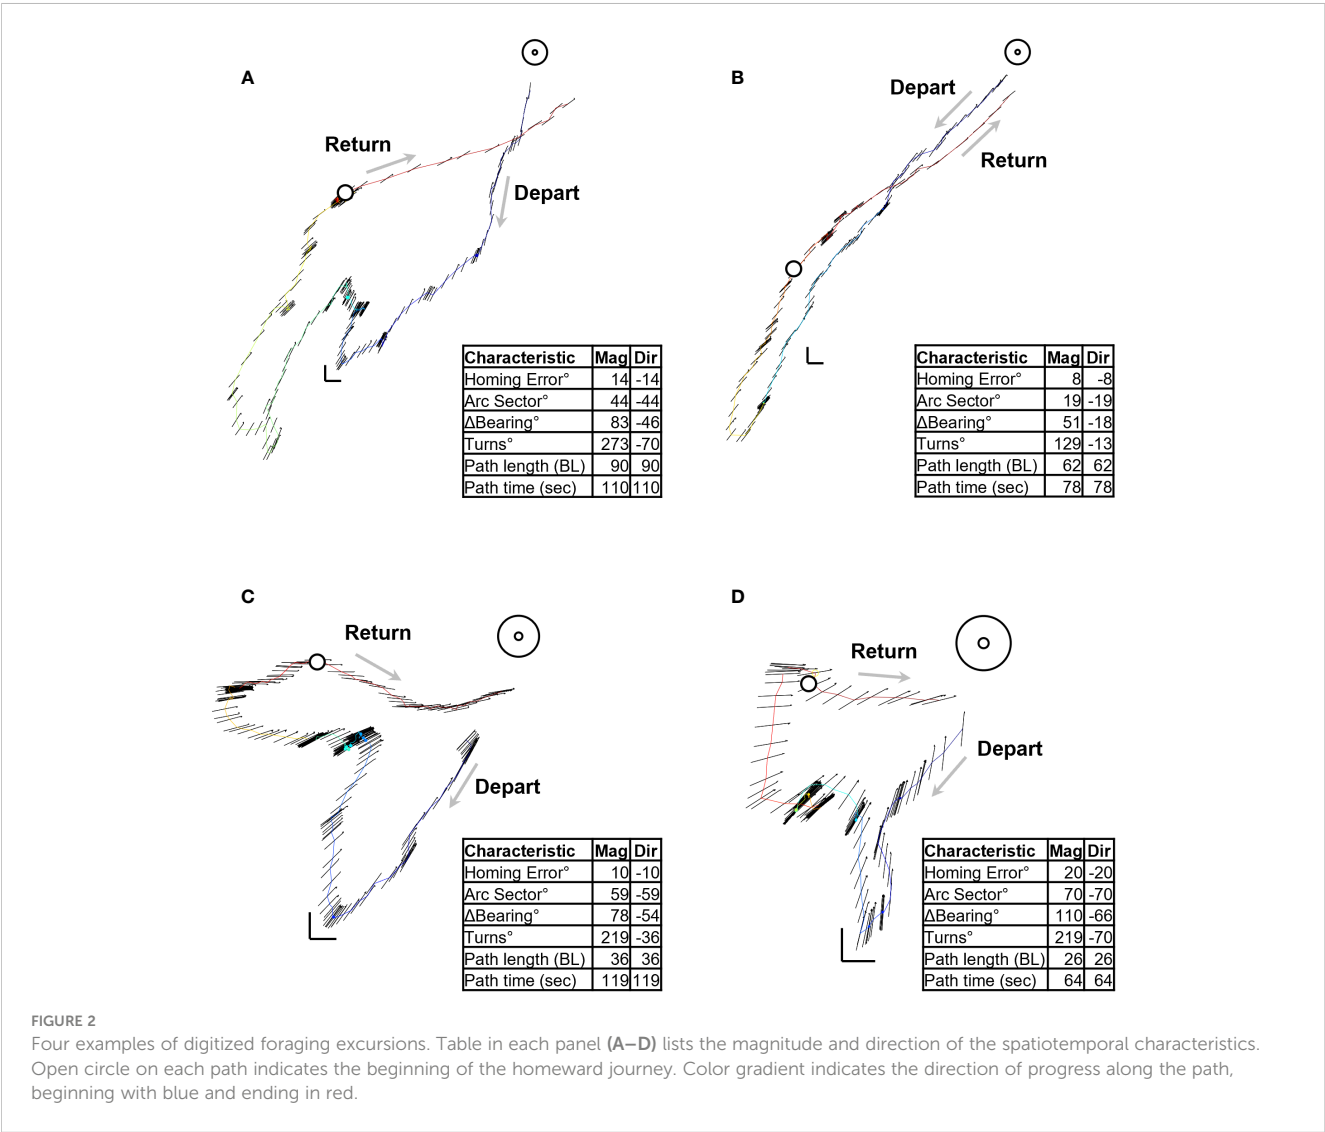 A
Return
Depart
Characteristic Mag Dir
Homing Error° 14 -14
Arc Sector° 44 -44
ΔBearing° 83 -46
Turns° 273 -70
Path length (BL) 90 90
Path time (sec) 110 110
B
Depart
Return
Characteristic Mag Dir
Homing Error° 8 -8
Arc Sector° 19 -19
ΔBearing° 51 -18
Turns° 129 -13
Path length (BL) 62 62
Path time (sec) 78 78
C
Return
Depart
Characteristic Mag Dir
Homing Error° 10 -10
Arc Sector° 59 -59
ΔBearing° 78 -54
Turns° 219 -36
Path length (BL) 36 36
Path time (sec) 119 119
D
Return
Depart
Characteristic Mag Dir
Homing Error° 20 -20
Arc Sector° 70 -70
ΔBearing° 110 -66
Turns° 219 -70
Path length (BL) 26 26
Path time (sec) 64 64
FIGURE 2
Four examples of digitized foraging excursions. Table in each panel (A–D) lists the magnitude and direction of the spatiotemporal characteristics.
Open circle on each path indicates the beginning of the homeward journey. Color gradient indicates the direction of progress along the path,
beginning with blue and ending in red.